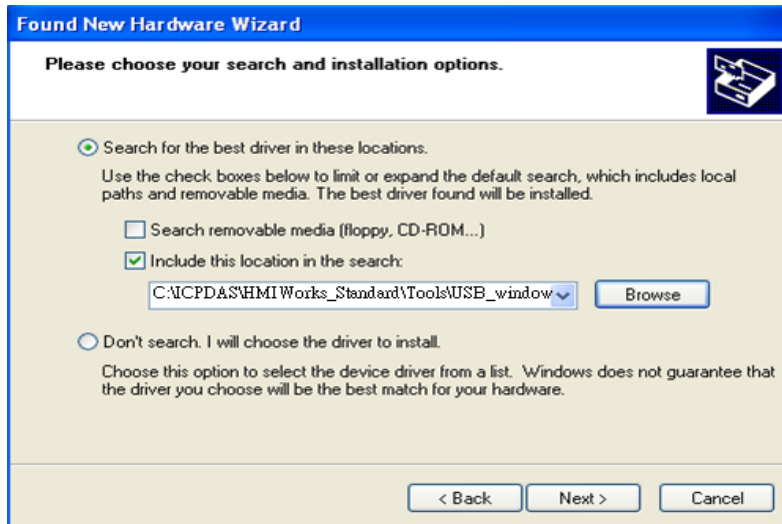 Found New Hardware Wizard
Please choose your search and installation options.
Search for the best driver in these locations.
Use the check boxes below to limit or expand the default search, which includes local
paths and removable media. The best driver found will be installed.
Search removable media (floppy, CD-ROM...)
Include this location in the search:
C:\ICPDAS\HMIWorks_Standard\Tools\USB_window
Browse
Don't search. I will choose the driver to install.
Choose this option to select the device driver from a list. Windows does not guarantee that
the driver you choose will be the best match for your hardware.
< Back Next > Cancel